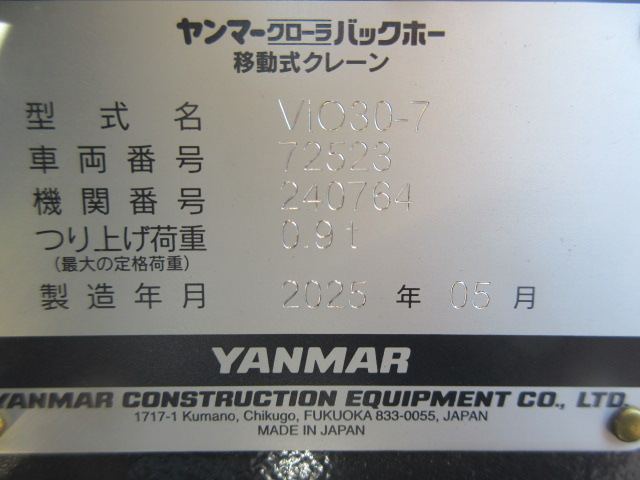 ヤンマークローラバックホー
移動式クレーン
型式名 VIO30-7
車両番号 72523
機関番号 240764
つり上げ荷重 0.9t
(最大の定格荷重)
製造年月 2025 年 05 月
YANMAR
YANMAR CONSTRUCTION EQUIPMENT CO., LTD.
1717-1 Kumano, Chikugo, FUKUOKA 833-0055, JAPAN
MADE IN JAPAN